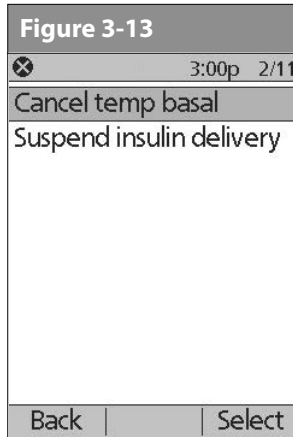 Figure 3-13
3:00p 2/11
Cancel temp basal
Suspend insulin delivery
Back Select